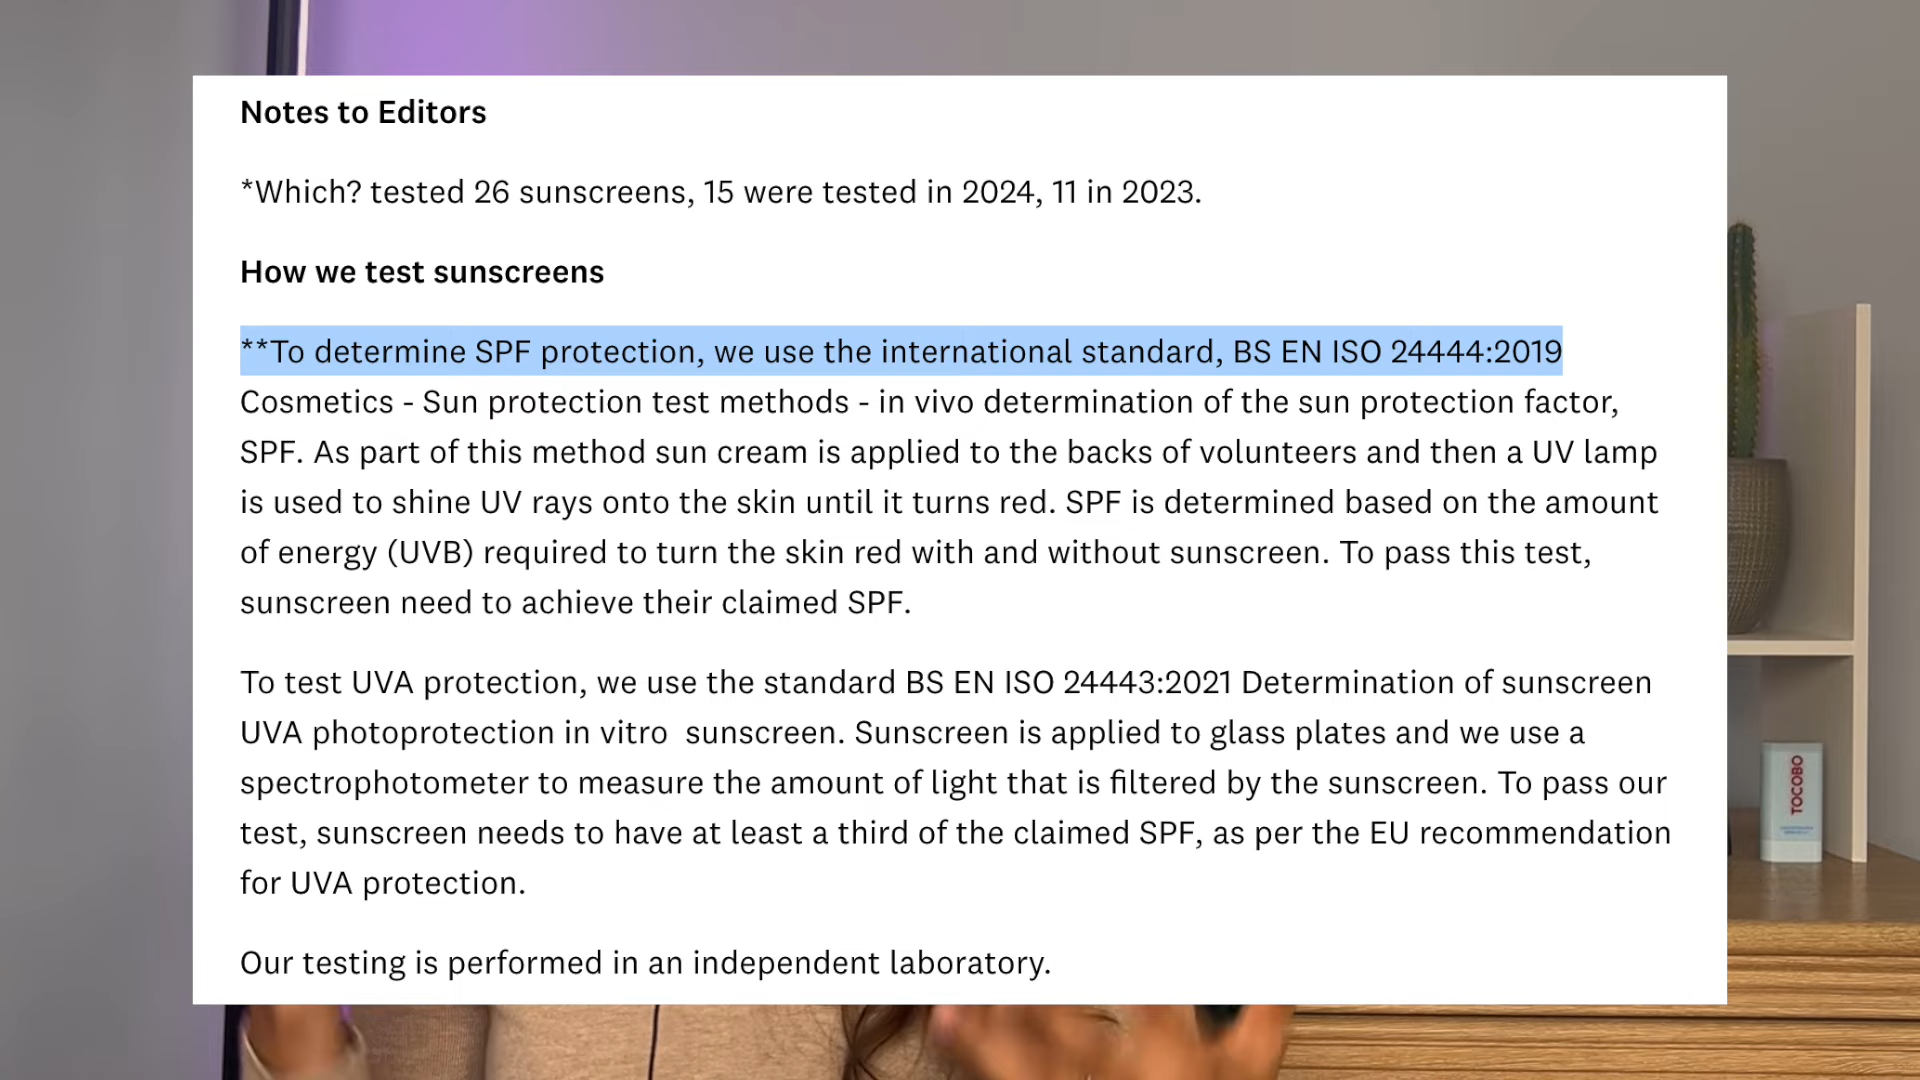 Notes to Editors
*Which? tested 26 sunscreens, 15 were tested in 2024, 11 in 2023.
How we test sunscreens
**To determine SPF protection, we use the international standard, BS EN ISO 24444:2019
Cosmetics - Sun protection test methods - in vivo determination of the sun protection factor,
SPF. As part of this method sun cream is applied to the backs of volunteers and then a UV lamp
is used to shine UV rays onto the skin until it turns red. SPF is determined based on the amount
of energy (UVB) required to turn the skin red with and without sunscreen. To pass this test,
sunscreen need to achieve their claimed SPF.
To test UVA protection, we use the standard BS EN ISO 24443:2021 Determination of sunscreen
UVA photoprotection in vitro  sunscreen. Sunscreen is applied to glass plates and we use a
spectrophotometer to measure the amount of light that is filtered by the sunscreen. To pass our
test, sunscreen needs to have at least a third of the claimed SPF, as per the EU recommendation
for UVA protection.
Our testing is performed in an independent laboratory.
TOCOBO